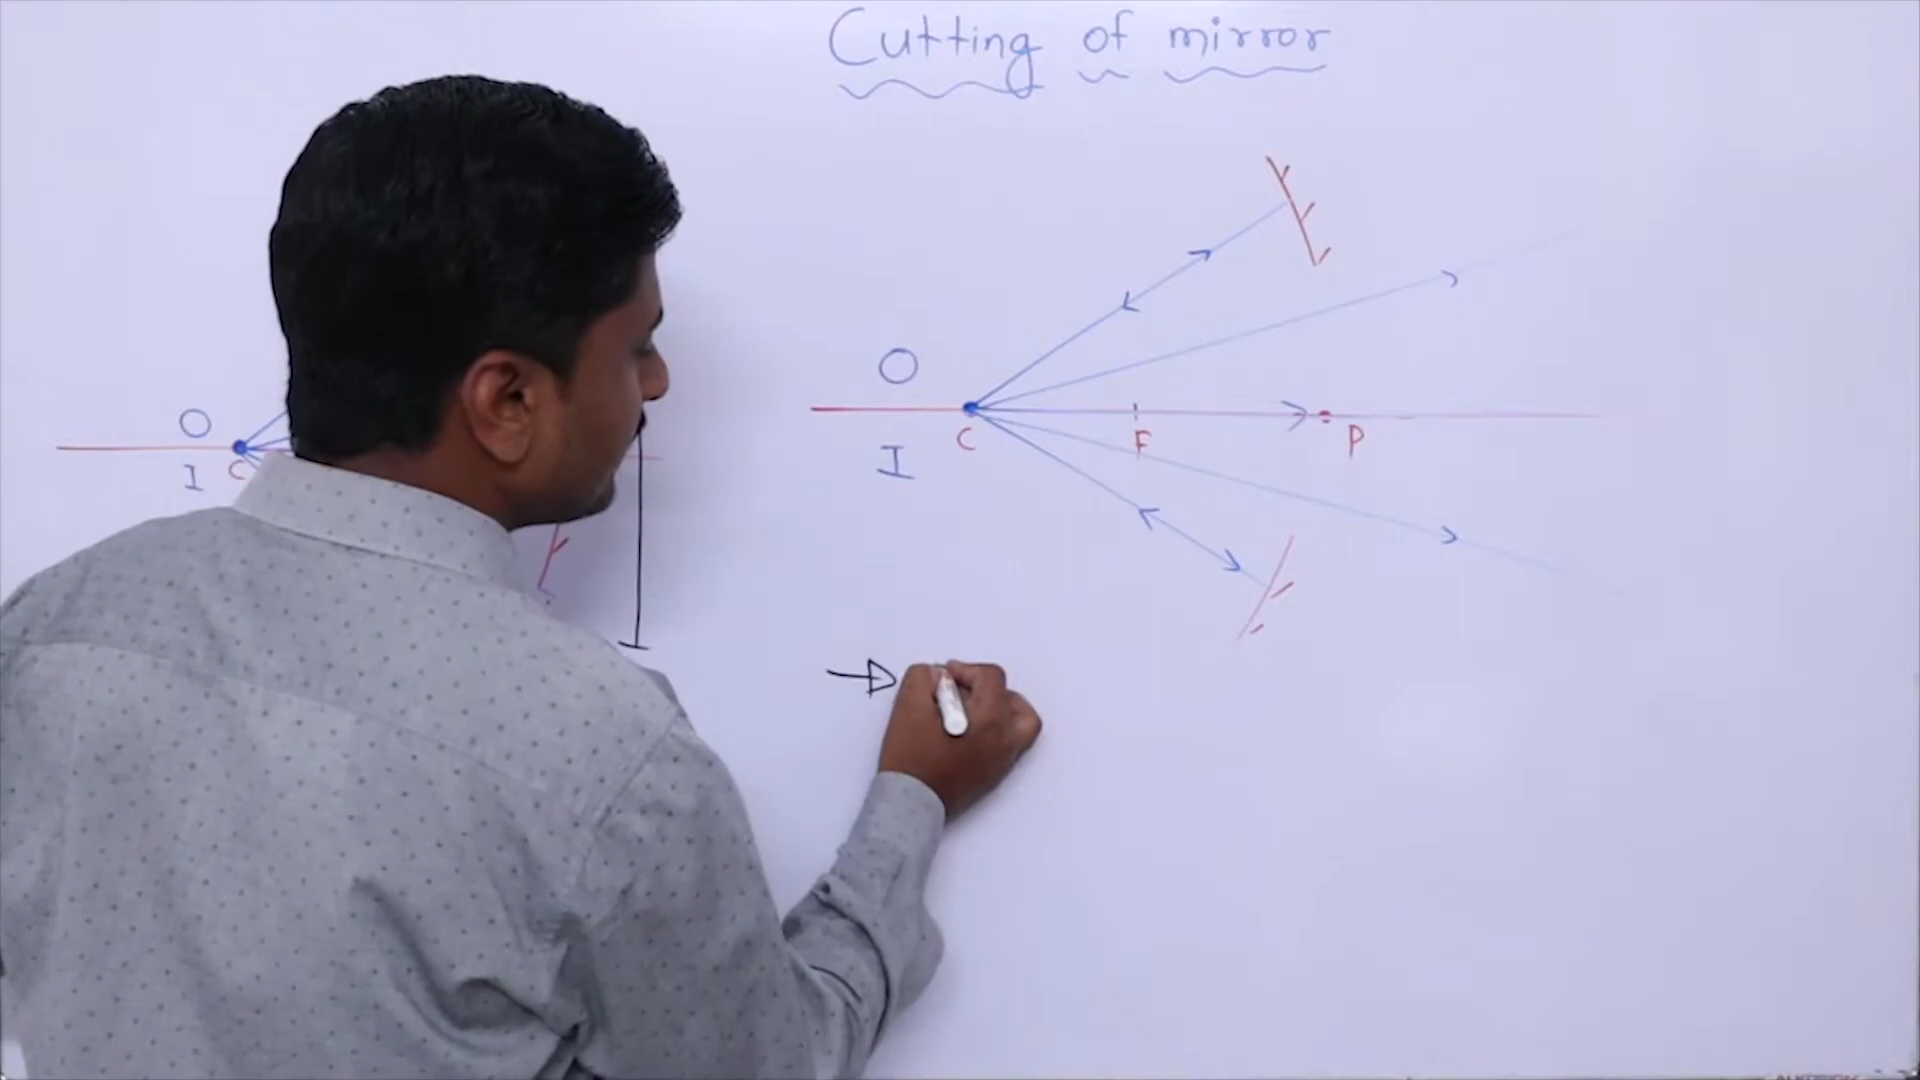 Cutting of mirror
O
I C
O
I
C F P